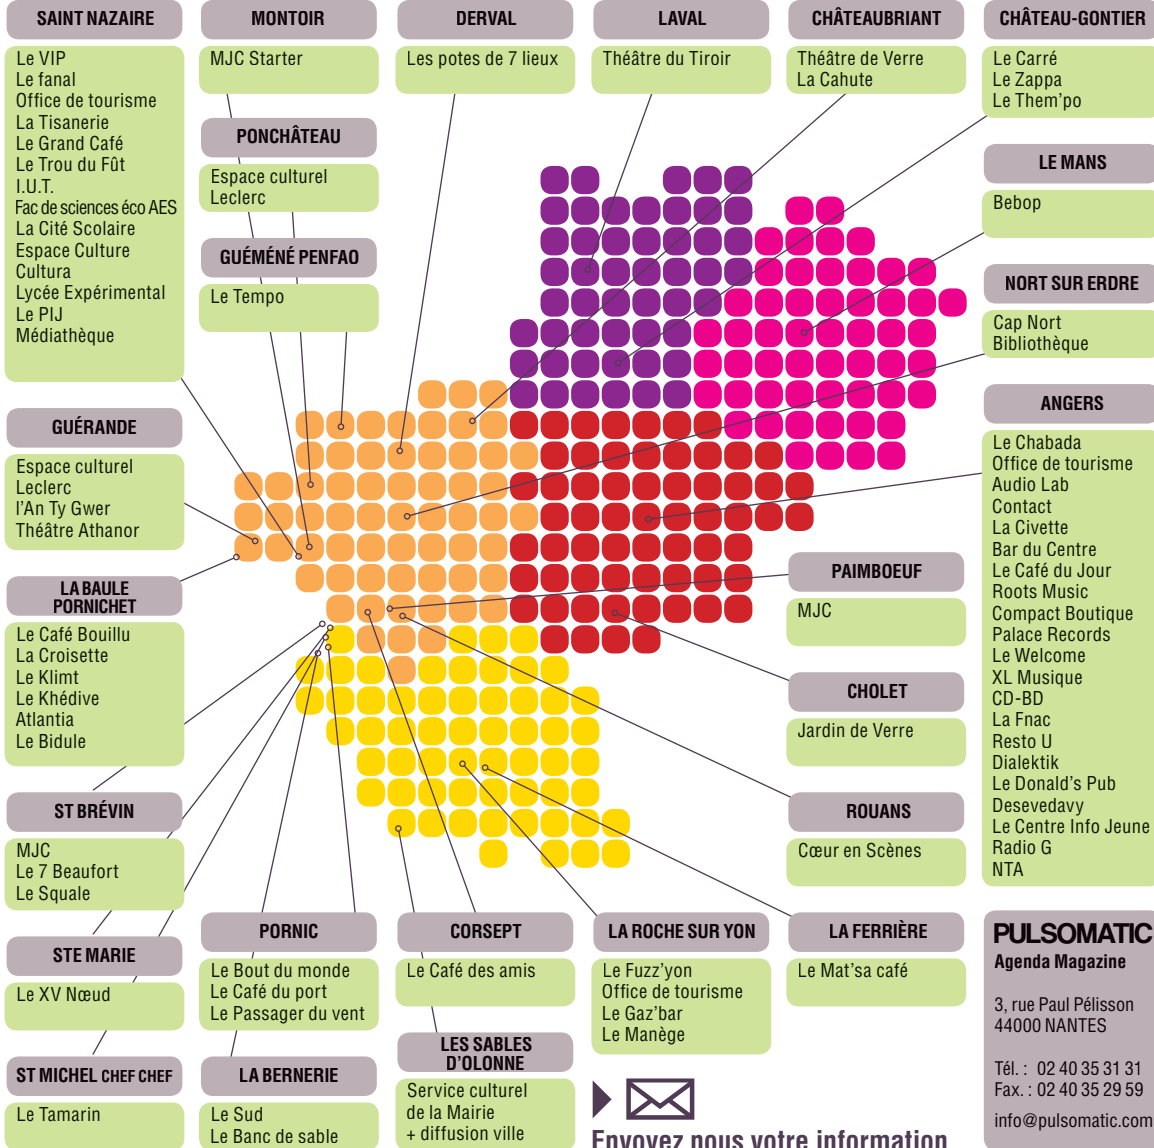 SAINT NAZAIRE
Le VIP
Le fanal
Office de tourisme
La Tisanerie
Le Grand Café
Le Trou du Fût
I.U.T.
Fac de sciences éco AES
La Cité Scolaire
Espace Culture
Cultura
Lycée Expérimental
Le PIJ
Médiathèque
MONTOIR
MJC Starter
DERVAL
Les potes de 7 lieux
LAVAL
Théâtre du Tiroir
CHÂTEAUBRIANT
Théâtre de Verre
La Cahute
CHÂTEAU-GONTIER
Le Carré
Le Zappa
Le Them'po
PONCHÂTEAU
Espace culturel
Leclerc
LE MANS
Bebop
GUÉMÉNÉ PENFAO
Le Tempo
NORT SUR ERDRE
Cap Nort
Bibliothèque
GUÉRANDE
Espace culturel
Leclerc
l'An Ty Gwer
Théâtre Athanor
ANGERS
Le Chabada
Office de tourisme
Audio Lab
Contact
La Civette
Bar du Centre
Le Café du Jour
Roots Music
Compact Boutique
Palace Records
Le Welcome
XL Musique
CD-BD
La Fnac
Resto U
Dialektik
Le Donald's Pub
Desevedavy
Le Centre Info Jeune
Radio G
NTA
LA BAULE
PORNICHET
Le Café Bouillu
La Croisette
Le Klimt
Le Khédive
Atlantia
Le Bidule
PAIMBOEUF
MJC
CHOLET
Jardin de Verre
ST BRÉVIN
MJC
Le 7 Beaufort
Le Squale
ROUANS
Cœur en Scènes
STE MARIE
Le XV Nœud
PORNIC
Le Bout du monde
Le Café du port
Le Passager du vent
CORSEPT
Le Café des amis
LA ROCHE SUR YON
Le Fuzz'yon
Office de tourisme
Le Gaz'bar
Le Manège
LA FERRIÈRE
Le Mat'sa café
ST MICHEL CHEF CHEF
Le Tamarin
LA BERNERIE
Le Sud
Le Banc de sable
LES SABLES
D'OLONNE
Service culturel
de la Mairie
+ diffusion ville
Envoyez nous votre information
PULSOMATIC
Agenda Magazine
3, rue Paul Pélisson
44000 NANTES
Tél. : 02 40 35 31 31
Fax. : 02 40 35 29 59
info@pulsomatic.com